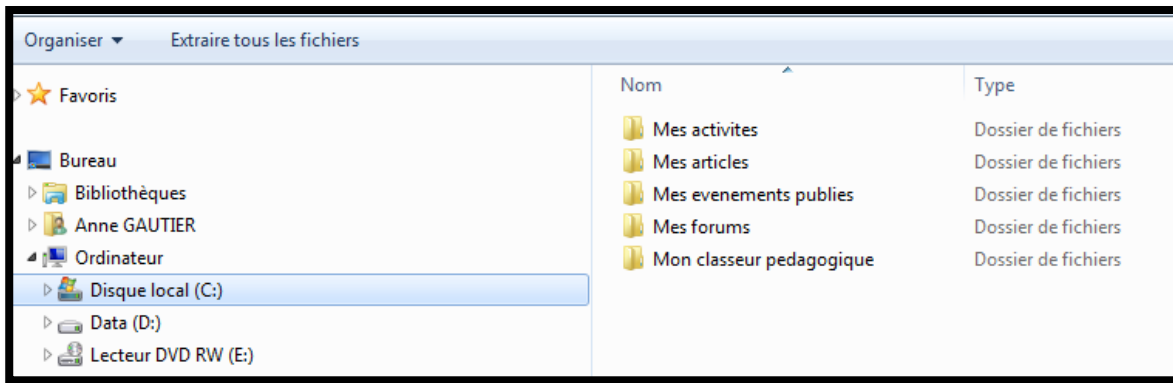 Organiser Extraire tous les fichiers
Favoris
Bureau
Bibliothèques
Anne GAUTIER
Ordinateur
Disque local (C:)
Data (D:)
Lecteur DVD RW (E:)
Nom Type
Mes activites Dossier de fichiers
Mes articles Dossier de fichiers
Mes evenements publies Dossier de fichiers
Mes forums Dossier de fichiers
Mon classeur pedagogique Dossier de fichiers